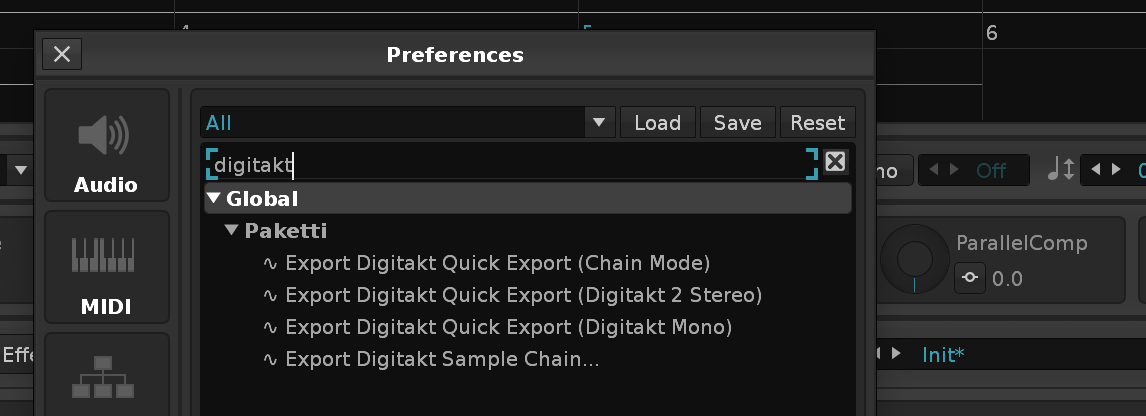 4
5
6
Preferences
All
Load
Save
Reset
digitakt
Audio
Global
Paketti
Export Digitakt Quick Export (Chain Mode)
Export Digitakt Quick Export (Digitakt 2 Stereo)
Export Digitakt Quick Export (Digitakt Mono)
Export Digitakt Sample Chain...
MIDI
no
Off
0
ParallelComp
0.0
Effe
Init*